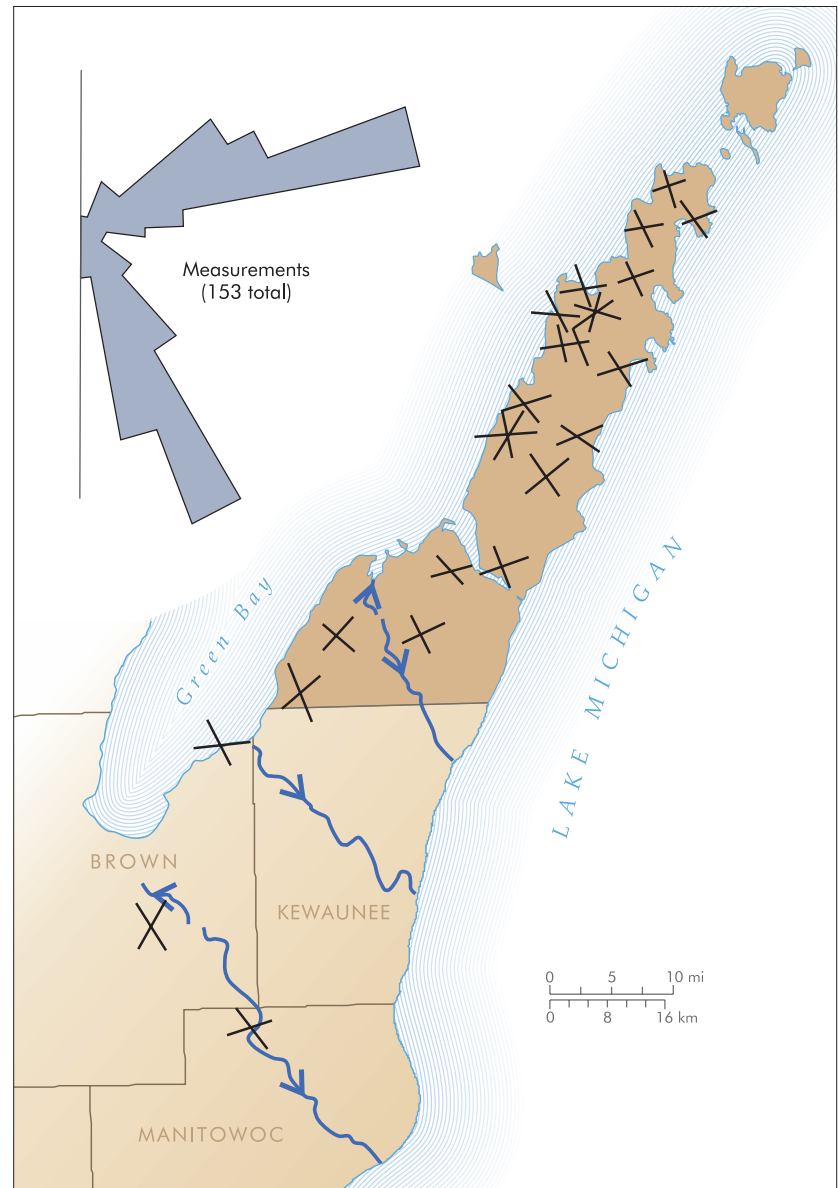 Measurements
(153 total)
Green Bay
LAKE MICHIGAN
BROWN
KEWAUNEE
0 5 10 mi
0 8 16 km
MANITOWOC